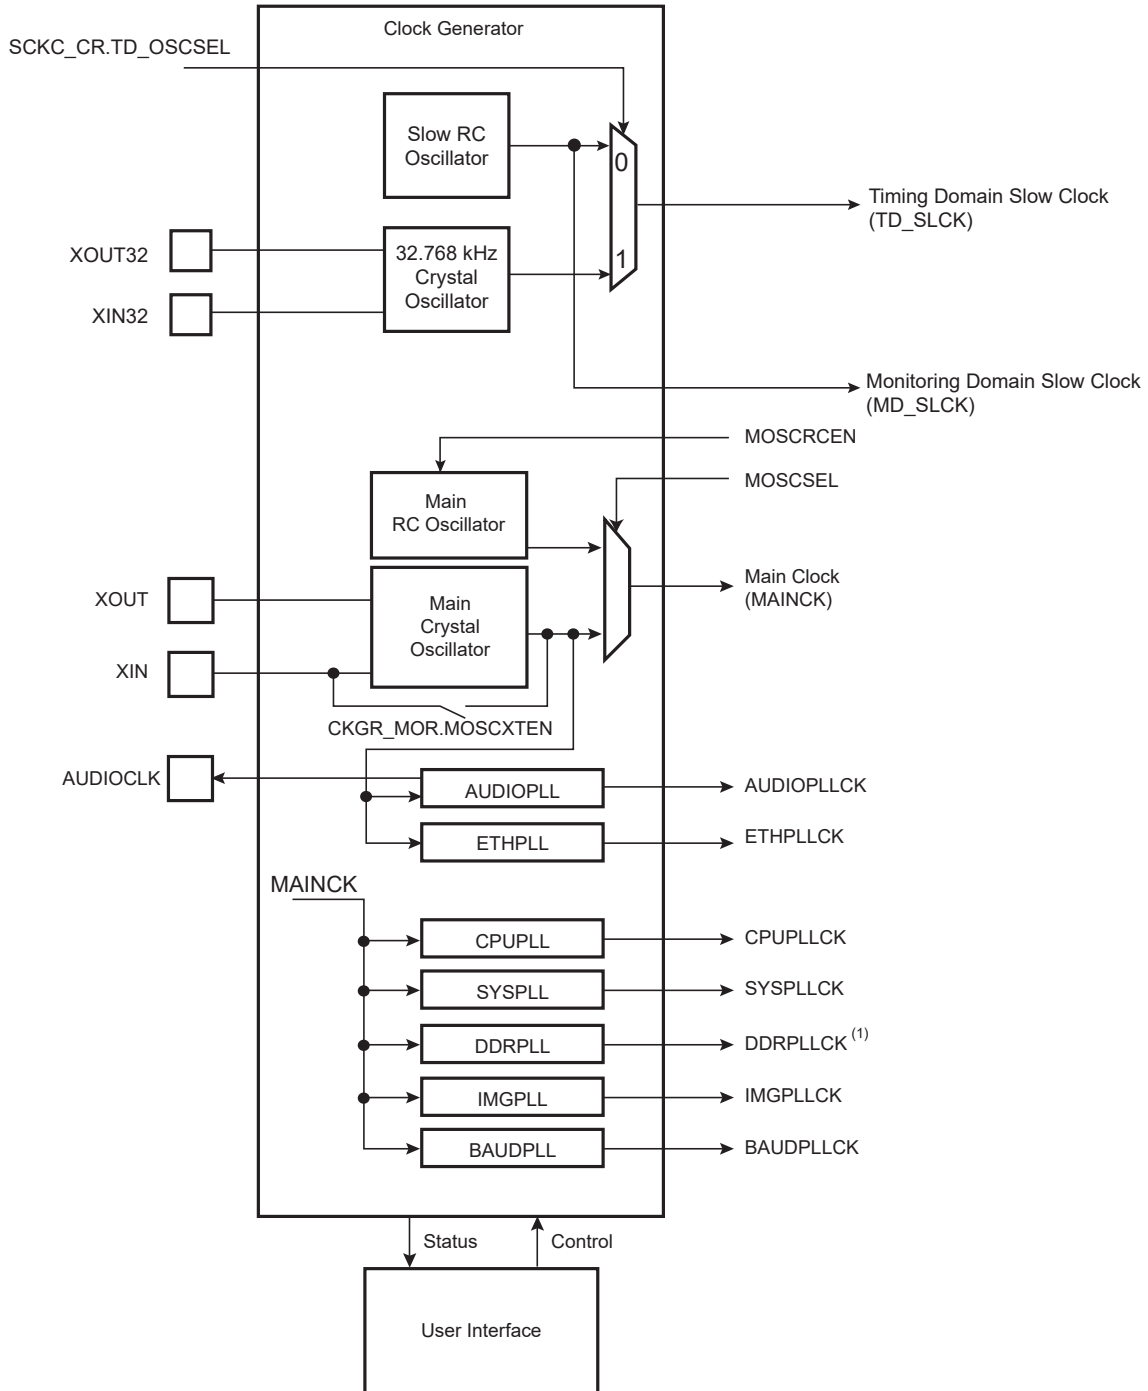 Clock Generator
SCKC_CR.TD_OSCSEL
Slow RC
Oscillator
0
Timing Domain Slow Clock
(TD_SLCK)
XOUT32
32.768 kHz
Crystal
Oscillator
1
XIN32
Monitoring Domain Slow Clock
(MD_SLCK)
MOSCRCEN
MOSCSEL
Main
RC Oscillator
Main Clock
(MAINCK)
XOUT
Main
Crystal
Oscillator
XIN
CKGR_MOR.MOSCXTEN
AUDIOCLK
AUDIOPLL
AUDIOPLLCK
ETHPLL
ETHPLLCK
MAINCK
CPUPLL
CPUPLLCK
SYSPLL
SYSPLLCK
DDRPLL
DDRPLLCK (1)
IMGPLL
IMGPLLCK
BAUDPLL
BAUDPLLCK
Status
Control
User Interface